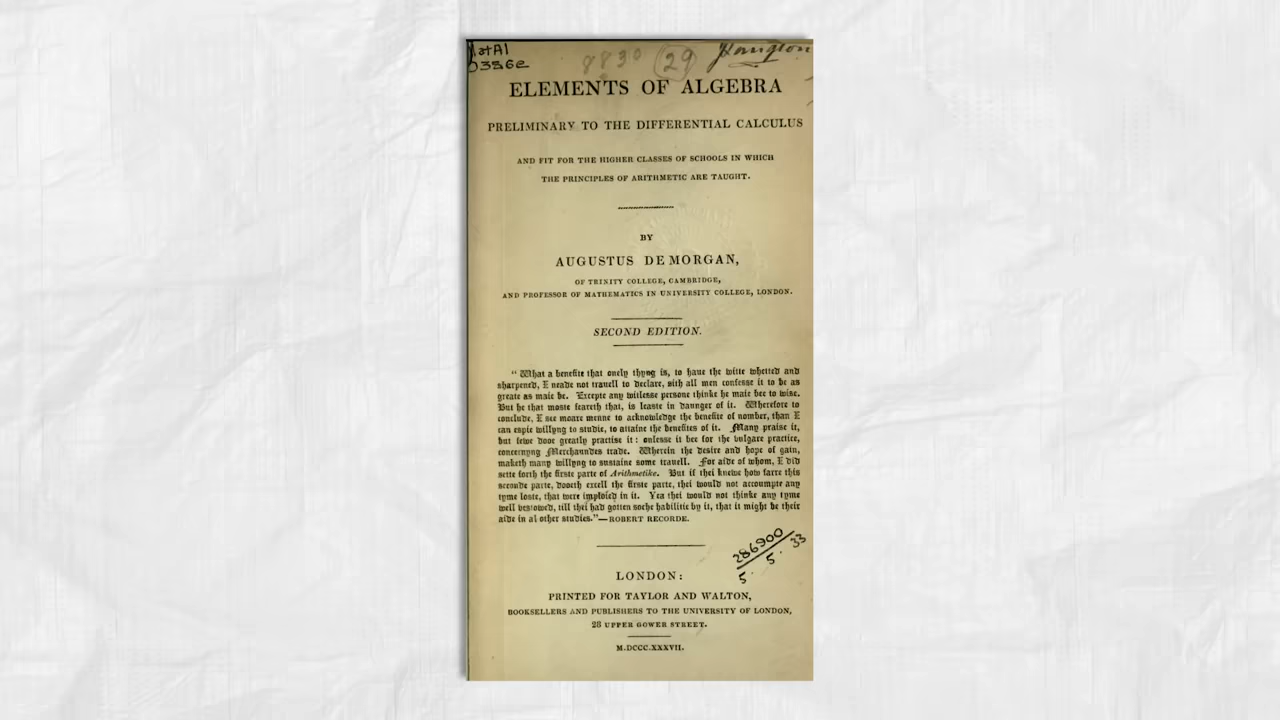 MatAl
D336e
8830
29
Langton
ELEMENTS OF ALGEBRA
PRELIMINARY TO THE DIFFERENTIAL CALCULUS
AND FIT FOR THE HIGHER CLASSES OF SCHOOLS IN WHICH
THE PRINCIPLES OF ARITHMETIC ARE TAUGHT.
BY
AUGUSTUS DE MORGAN,
OF TRINITY COLLEGE, CAMBRIDGE,
AND PROFESSOR OF MATHEMATICS IN UNIVERSITY COLLEGE, LONDON.
SECOND EDITION.
"What a benefite that onely thyng is, to haue the witte whetted and
sharpened, I neade not trauell to declare, sith all men confesse it to be as
greate as maie be. Excepte any witlesse persone thinke he maie bee to wise.
But he that moste feareth that, is leaste in daunger of it. Wherefore to
conclude, I see moare menne to acknowledge the benefite of nomber, than I
can espie willyng to studie, to attaine the benefites of it. Many praise it,
but fewe dooe greatly practise it: onlesse it bee for the vulgare practice,
concernyng Merchaundes trade. Wherein the desire and hope of gain,
maketh many willyng to sustaine some trauell. For aide of whom, I did
sette forth the firste parte of Arithmetike. But if thei knewe how farre this
seconde parte, dooeth excell the firste parte, thei would not accoumpte any
tyme loste, that were imploied in it. Yea thei would not thinke any tyme
well bestowed, till thei had gotten soche habilitie by it, that it might be their
aide in al other studies."—ROBERT RECORDE.
286900
5. 5. 33
LONDON:
PRINTED FOR TAYLOR AND WALTON,
BOOKSELLERS AND PUBLISHERS TO THE UNIVERSITY OF LONDON,
28 UPPER GOWER STREET.
M.DCCC.XXXVII.